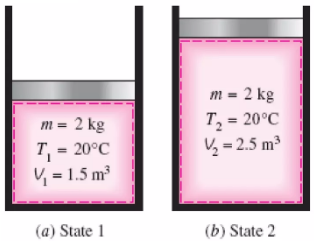 m = 2 kg
T₁ = 20°C
V₁ = 1.5 m³
(a) State 1
m = 2 kg
T₂ = 20°C
V₂ = 2.5 m³
(b) State 2